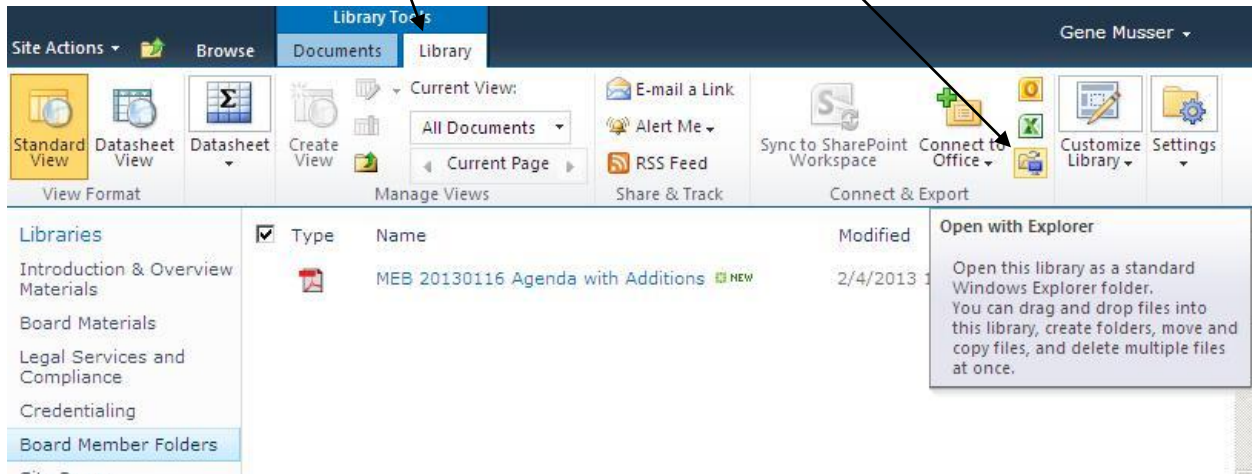 Library Tools
Gene Musser
Site Actions
Browse
Documents
Library
Standard View
Datasheet View
Datasheet
Create View
Current View:
All Documents
Current Page
E-mail a Link
Alert Me
RSS Feed
Sync to SharePoint Workspace
Connect to Office
Customize Library
Settings
View Format
Manage Views
Share & Track
Connect & Export
Libraries
Introduction & Overview
Materials
Board Materials
Legal Services and
Compliance
Credentialing
Board Member Folders
Type
Name
Modified
MEB 20130116 Agenda with Additions
NEW
2/4/2013 1
Open with Explorer
Open this library as a standard
Windows Explorer folder.
You can drag and drop files into
this library, create folders, move and
copy files, and delete multiple files
at once.